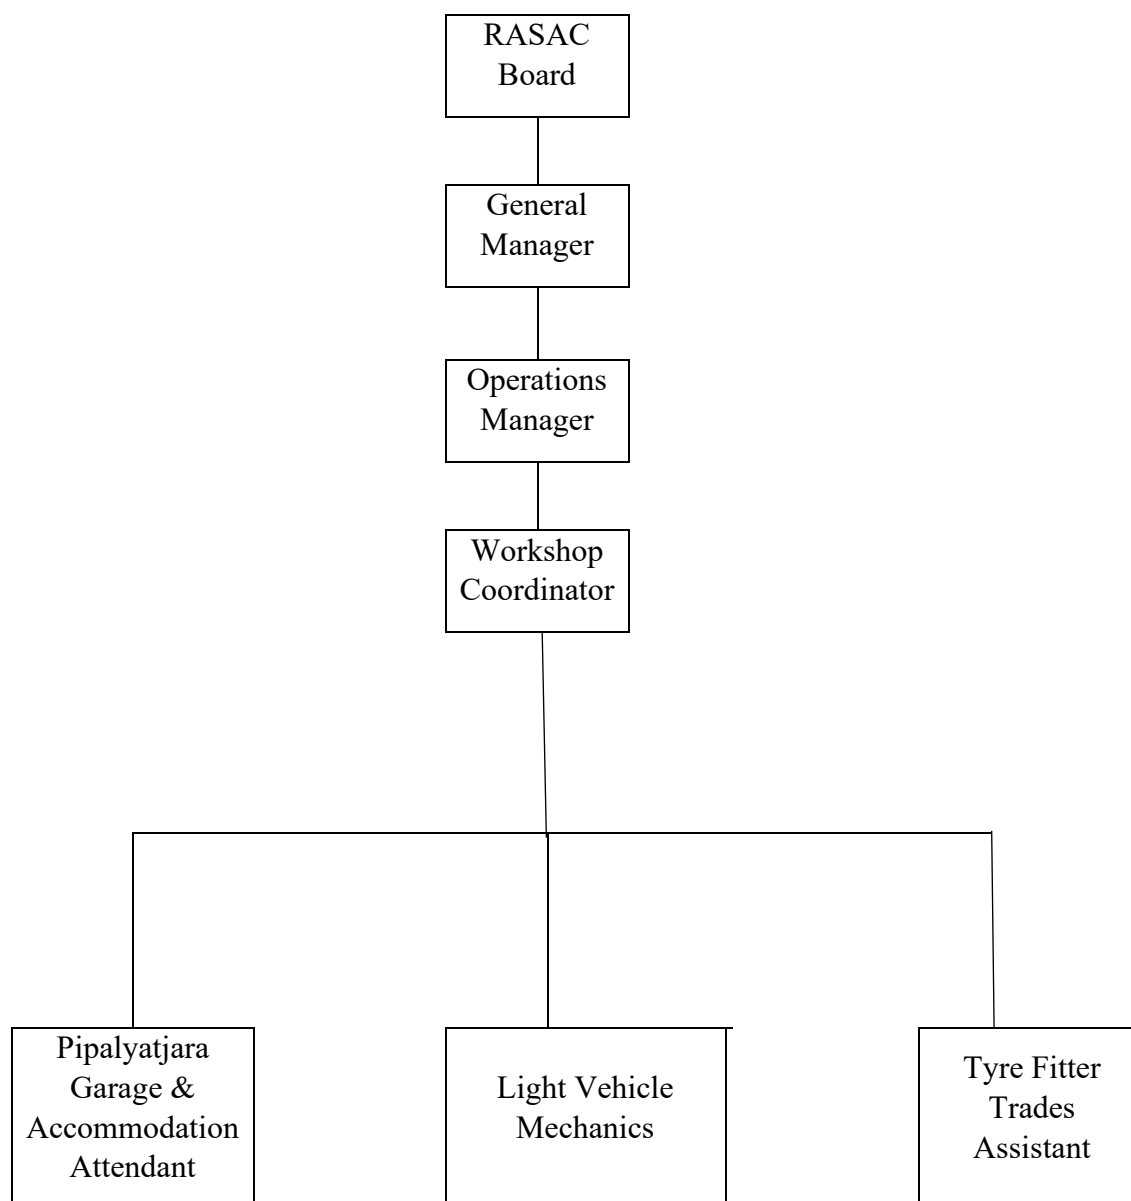 RASAC
Board
General
Manager
Operations
Manager
Workshop
Coordinator
Pipalyatjara
Garage &
Accommodation
Attendant
Light Vehicle
Mechanics
Tyre Fitter
Trades
Assistant